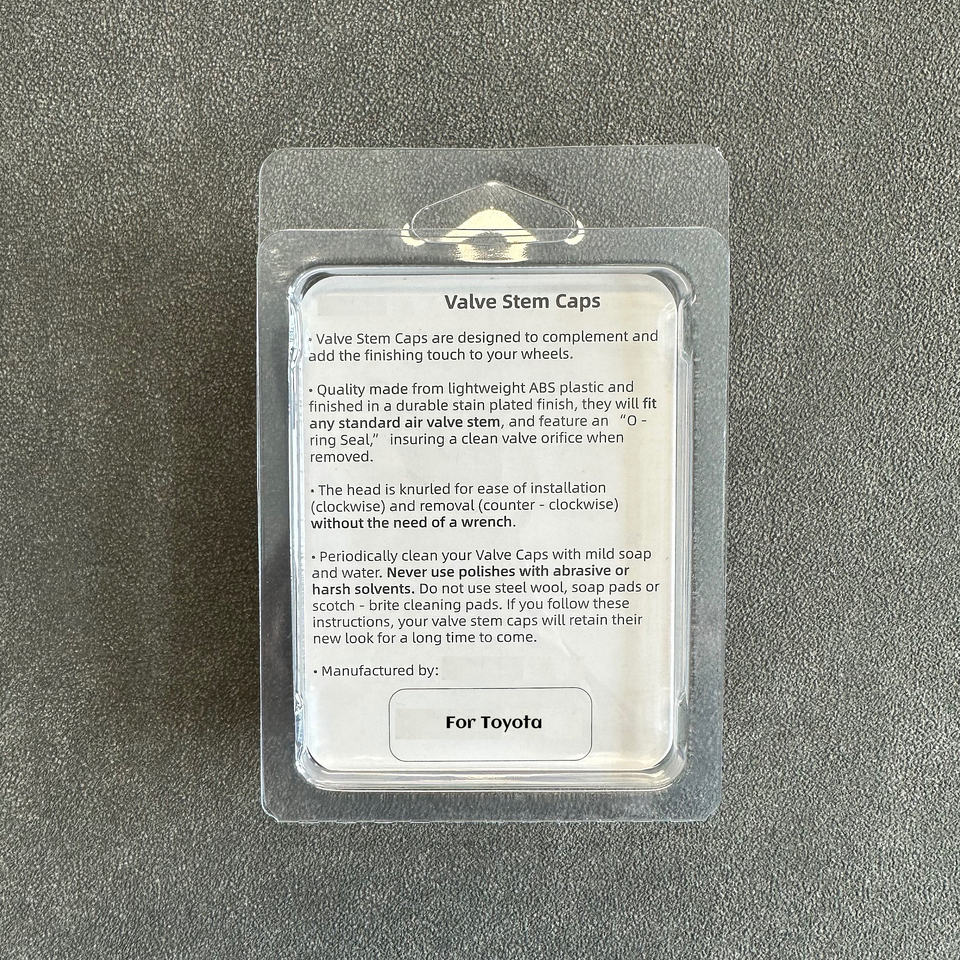 Valve Stem Caps
• Valve Stem Caps are designed to complement and
add the finishing touch to your wheels.
• Quality made from lightweight ABS plastic and
finished in a durable stain plated finish, they will fit
any standard air valve stem, and feature an “O -
ring Seal,” insuring a clean valve orifice when
removed.
• The head is knurled for ease of installation
(clockwise) and removal (counter - clockwise)
without the need of a wrench.
• Periodically clean your Valve Caps with mild soap
and water. Never use polishes with abrasive or
harsh solvents. Do not use steel wool, soap pads or
scotch - brite cleaning pads. If you follow these
instructions, your valve stem caps will retain their
new look for a long time to come.
• Manufactured by:
For Toyota